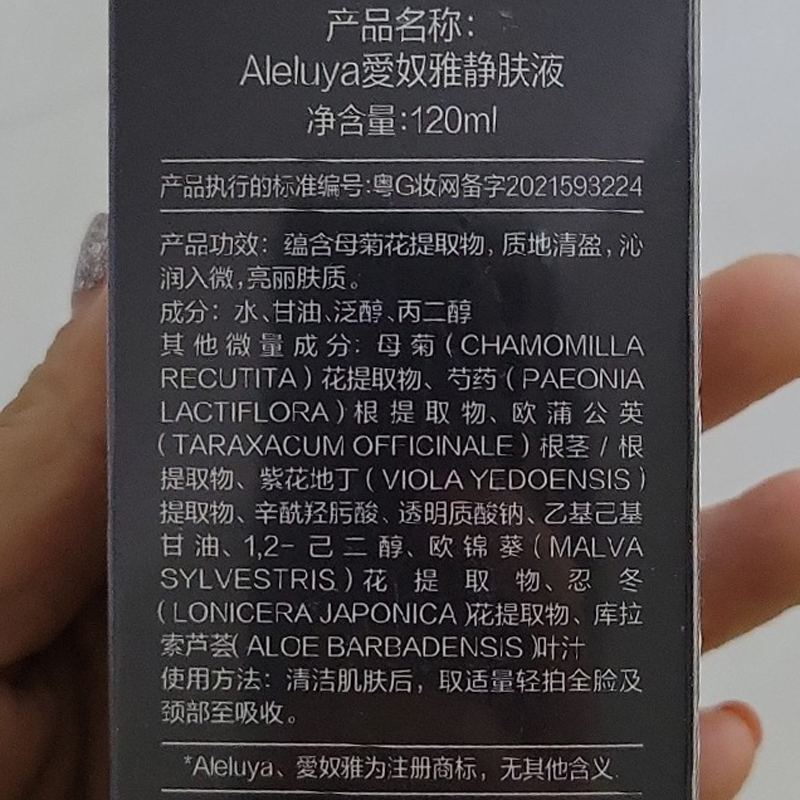 产品名称:
Aleluya愛奴雅静肤液
净含量:120ml
产品执行的标准编号:粤G妆网备字2021593224
产品功效：蕴含母菊花提取物, 质地清盈, 沁
润入微,亮丽肤质。
成分：水、甘油、泛醇、丙二醇
其他微量成分: 母菊(CHAMOMILLA
RECUTITA)花提取物、芍药(PAEONIA
LACTIFLORA)根提取物、欧蒲公英
(TARAXACUM OFFICINALE)根茎/根
提取物、紫花地丁(VIOLA YEDOENSIS)
提取物、辛酰羟肟酸、透明质酸钠、乙基己基
甘油、1,2-己二醇、欧锦葵(MALVA
SYLVESTRIS)花提取物、忍冬
(LONICERA JAPONICA)花提取物、库拉
索芦荟(ALOE BARBADENSIS)叶汁
使用方法：清洁肌肤后，取适量轻拍全脸及
颈部至吸收。
*Aleluya、愛奴雅为注册商标，无其他含义.